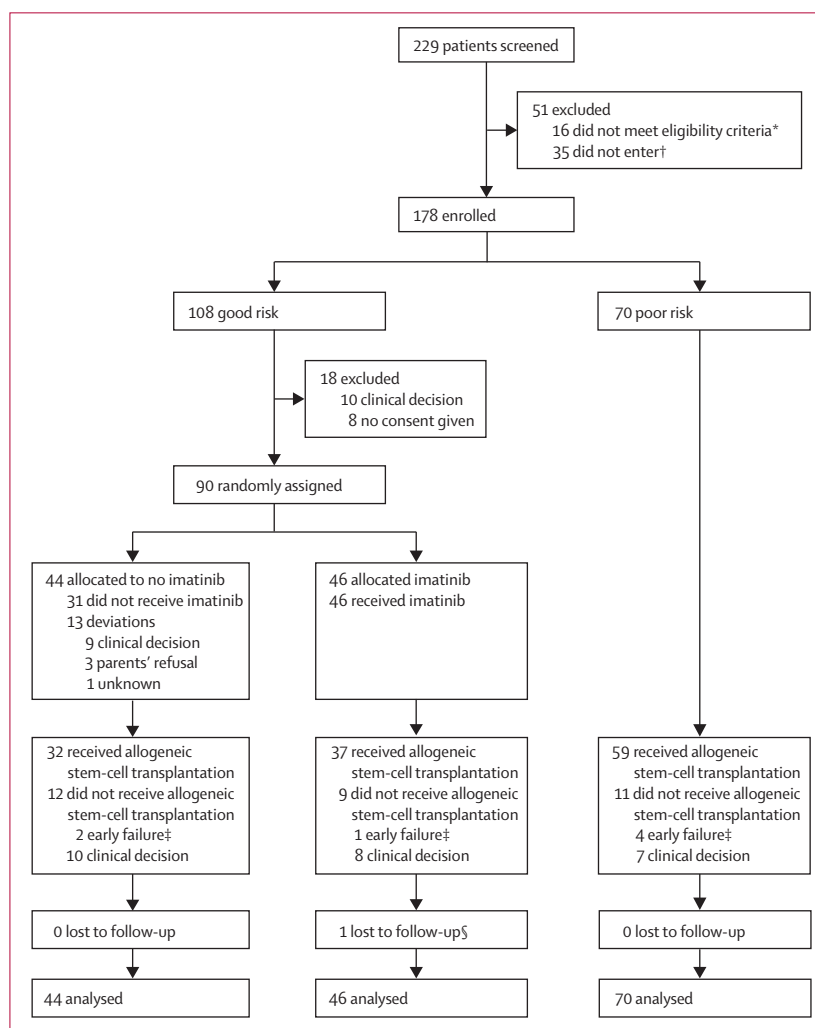 229 patients screened
51 excluded
16 did not meet eligibility criteria*
35 did not enter†
178 enrolled
108 good risk
70 poor risk
18 excluded
10 clinical decision
8 no consent given
90 randomly assigned
44 allocated to no imatinib
31 did not receive imatinib
13 deviations
9 clinical decision
3 parents' refusal
1 unknown
46 allocated imatinib
46 received imatinib
32 received allogeneic
stem-cell transplantation
12 did not receive allogeneic
stem-cell transplantation
2 early failure‡
10 clinical decision
37 received allogeneic
stem-cell transplantation
9 did not receive allogeneic
stem-cell transplantation
1 early failure‡
8 clinical decision
59 received allogeneic
stem-cell transplantation
11 did not receive allogeneic
stem-cell transplantation
4 early failure‡
7 clinical decision
0 lost to follow-up
1 lost to follow-up§
0 lost to follow-up
44 analysed
46 analysed
70 analysed